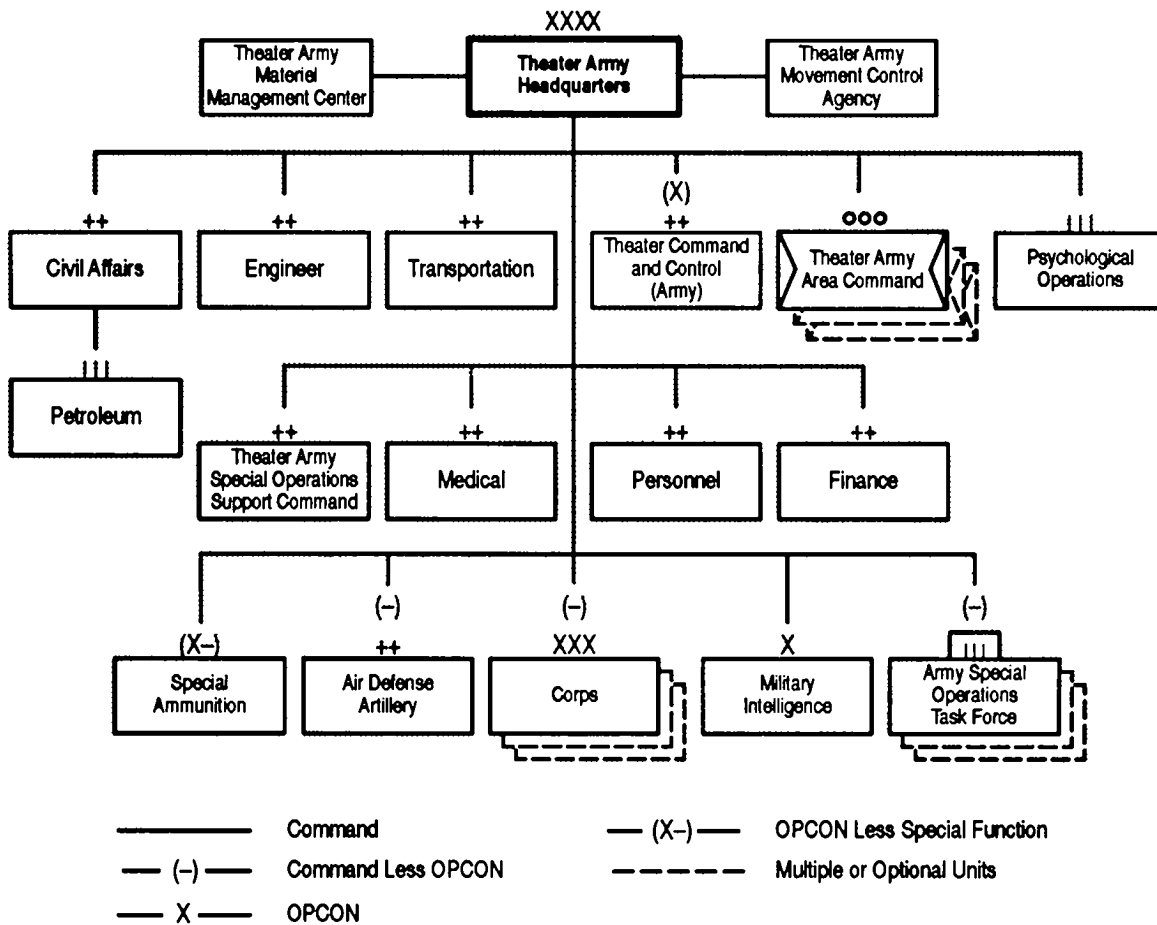 XXXX
Theater Army
Materiel
Management Center
Theater Army
Headquarters
Theater Army
Movement Control
Agency
++
Civil Affairs
++
Engineer
++
Transportation
(X)
++
Theater Command
and Control
(Army)
ooo
Theater Army
Area Command
|||
Psychological
Operations
|||
Petroleum
++
Theater Army
Special Operations
Support Command
++
Medical
++
Personnel
++
Finance
(X–)
Special
Ammunition
(–)
++
Air Defense
Artillery
(–)
XXX
Corps
X
Military
Intelligence
(–)
|||
Army Special
Operations
Task Force
Command
(–) Command Less OPCON
X OPCON
(X–) OPCON Less Special Function
Multiple or Optional Units